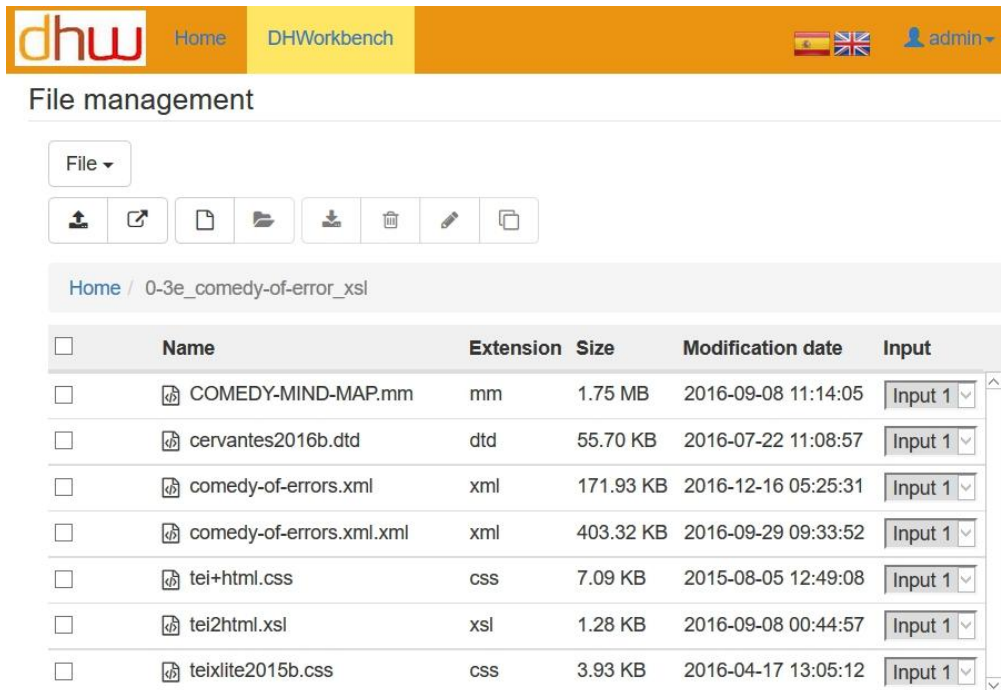 dhw Home DHWorkbench admin
File management
File
Home / 0-3e_comedy-of-error_xsl
Name Extension Size Modification date Input
COMEDY-MIND-MAP.mm mm 1.75 MB 2016-09-08 11:14:05 Input 1
cervantes2016b.dtd dtd 55.70 KB 2016-07-22 11:08:57 Input 1
comedy-of-errors.xml xml 171.93 KB 2016-12-16 05:25:31 Input 1
comedy-of-errors.xml.xml xml 403.32 KB 2016-09-29 09:33:52 Input 1
tei+html.css css 7.09 KB 2015-08-05 12:49:08 Input 1
tei2html.xsl xsl 1.28 KB 2016-09-08 00:44:57 Input 1
teixlite2015b.css css 3.93 KB 2016-04-17 13:05:12 Input 1